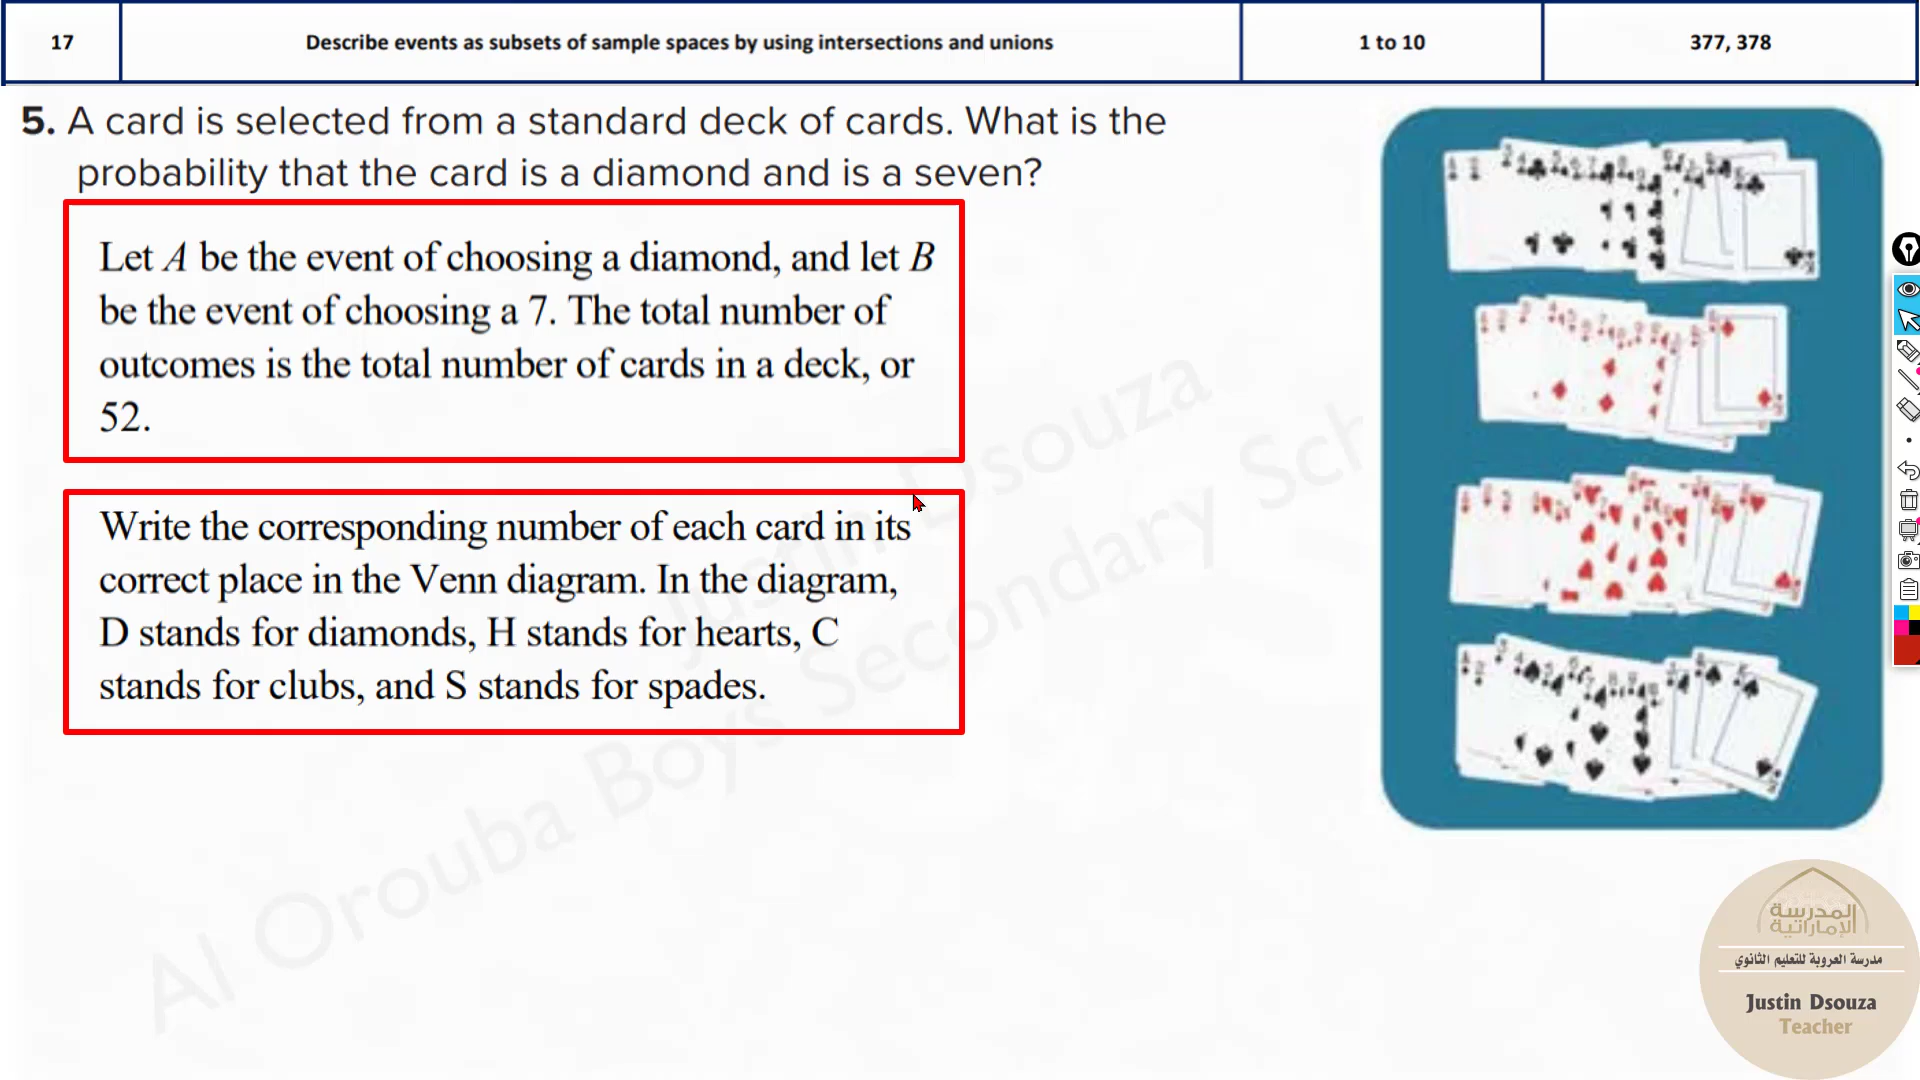 17
Describe events as subsets of sample spaces by using intersections and unions
1 to 10
377, 378
5. A card is selected from a standard deck of cards. What is the
probability that the card is a diamond and is a seven?
Let A be the event of choosing a diamond, and let B
be the event of choosing a 7. The total number of
outcomes is the total number of cards in a deck, or
52.
Write the corresponding number of each card in its
correct place in the Venn diagram. In the diagram,
D stands for diamonds, H stands for hearts, C
stands for clubs, and S stands for spades.
Justin Dsouza
Al Orouba Boys Secondary Sch
المدرسة
الإماراتية
مدرسة العروبة للتعليم الثانوي
Justin Dsouza
Teacher